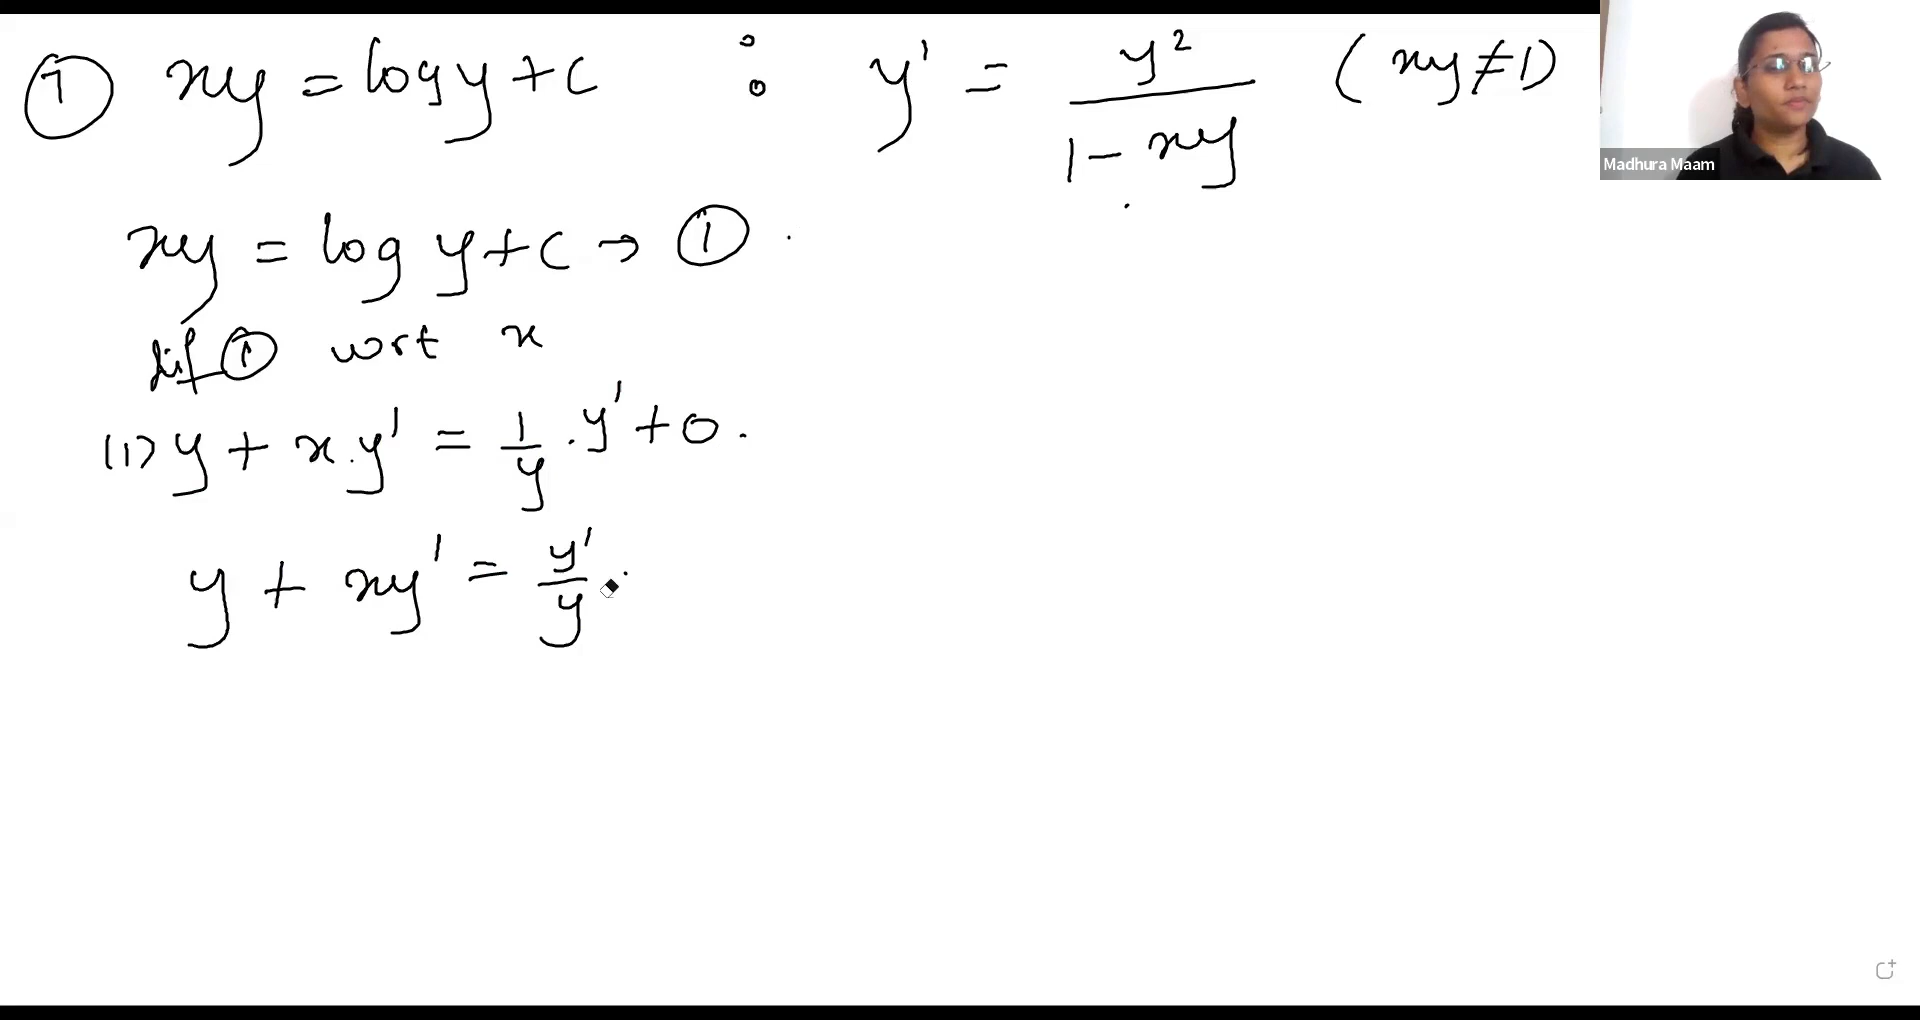 ⑦ xy = log y + c : y' = y²/(1 - xy) (xy ≠ 1)
Madhura Maam
xy = log y + c → ①.
dif ① wrt x
(1) y + x.y' = 1/y . y' + 0.
y + xy' = y'/y.